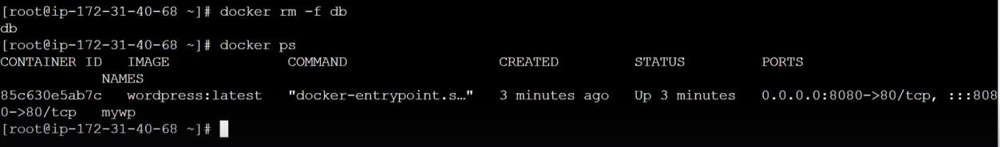 [root@ip-172-31-40-68 ~]# docker rm -f db
db
[root@ip-172-31-40-68 ~]# docker ps
CONTAINER ID   IMAGE              COMMAND                  CREATED         STATUS         PORTS
          NAMES
85c630e5ab7c   wordpress:latest   "docker-entrypoint.s…"   3 minutes ago   Up 3 minutes   0.0.0.0:8080->80/tcp, :::808
0->80/tcp   mywp
[root@ip-172-31-40-68 ~]#